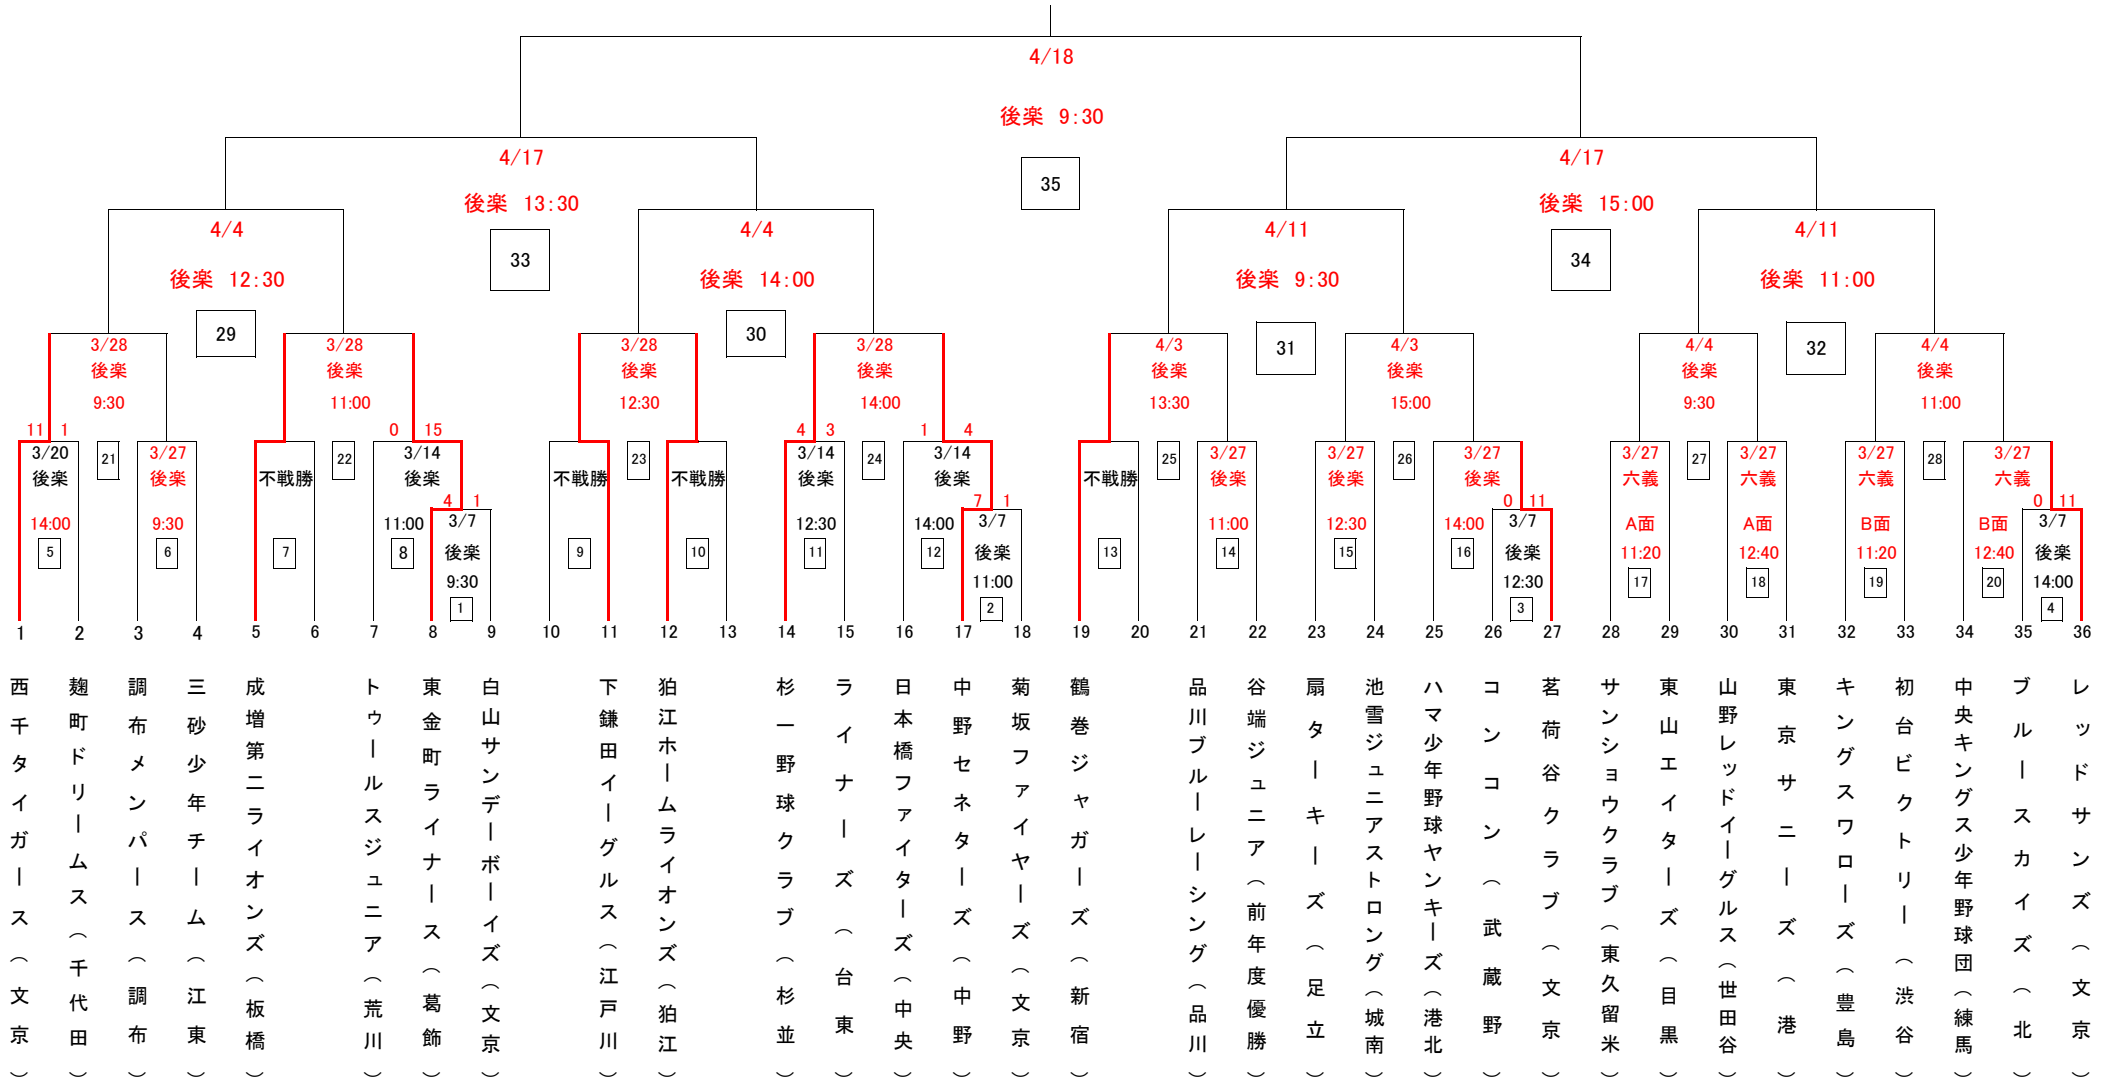 4/18
後楽 9:30
35
4/17
後楽 13:30
33
4/17
後楽 15:00
34
4/4
後楽 12:30
29
4/4
後楽 14:00
30
4/11
後楽 9:30
31
4/11
後楽 11:00
32
3/28
後楽
9:30
21
3/28
後楽
11:00
22
3/28
後楽
12:30
23
3/28
後楽
14:00
24
4/3
後楽
13:30
25
4/3
後楽
15:00
26
4/4
後楽
9:30
27
4/4
後楽
11:00
28
11 1
3/20
後楽
14:00
5
3/27
後楽
9:30
6
不戦勝
7
0 15
3/14
後楽
11:00
8
4 1
3/7
後楽
9:30
1
不戦勝
9
不戦勝
10
4 3
3/14
後楽
12:30
11
1 4
3/14
後楽
14:00
12
7 1
3/7
後楽
11:00
2
不戦勝
13
3/27
後楽
11:00
14
3/27
後楽
12:30
15
3/27
後楽
14:00
16
0 11
3/7
後楽
12:30
3
3/27
六義
A面
11:20
17
3/27
六義
A面
12:40
18
3/27
六義
B面
11:20
19
3/27
六義
B面
12:40
20
0 11
3/7
後楽
14:00
4
1 2 3 4 5 6 7 8 9 10 11 12 13 14 15 16 17 18 19 20 21 22 23 24 25 26 27 28 29 30 31 32 33 34 35 36
西千タイガース(文京)
麹町ドリームス(千代田)
調布メンパース(調布)
三砂少年チーム(江東)
成増第二ライオンズ(板橋)
トゥールスジュニア(荒川)
東金町ライナース(葛飾)
白山サンデーボーイズ(文京)
下鎌田イーグルス(江戸川)
狛江ホームライオンズ(狛江)
杉一野球クラブ(杉並)
ライナーズ(台東)
日本橋ファイターズ(中央)
中野セネターズ(中野)
菊坂ファイヤーズ(文京)
鶴巻ジャガーズ(新宿)
品川ブルーレーシング(品川)
谷端ジュニア(前年度優勝)
扇ターキーズ(足立)
池雪ジュニアストロング(城南)
ハマ少年野球ヤンキーズ(港北)
コンコン(武蔵野)
茗荷谷クラブ(文京)
サンショウクラブ(東久留米)
東山エイターズ(目黒)
山野レッドイーグルス(世田谷)
東京サニーズ(港)
キングスワローズ(豊島)
初台ビクトリー(渋谷)
中央キングス少年野球団(練馬)
ブルースカイズ(北)
レッドサンズ(文京)